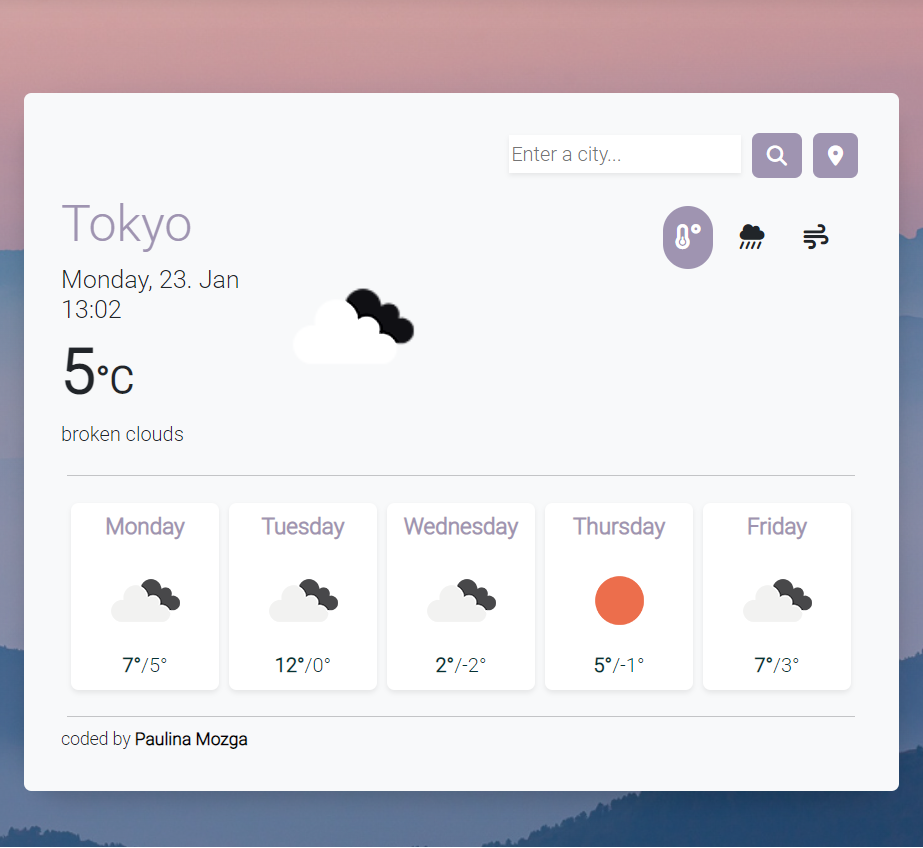 Enter a city...
Tokyo
Monday, 23. Jan
13:02
5°C
broken clouds
Monday
Tuesday
Wednesday
Thursday
Friday
7°/5°
12°/0°
2°/-2°
5°/-1°
7°/3°
coded by Paulina Mozga